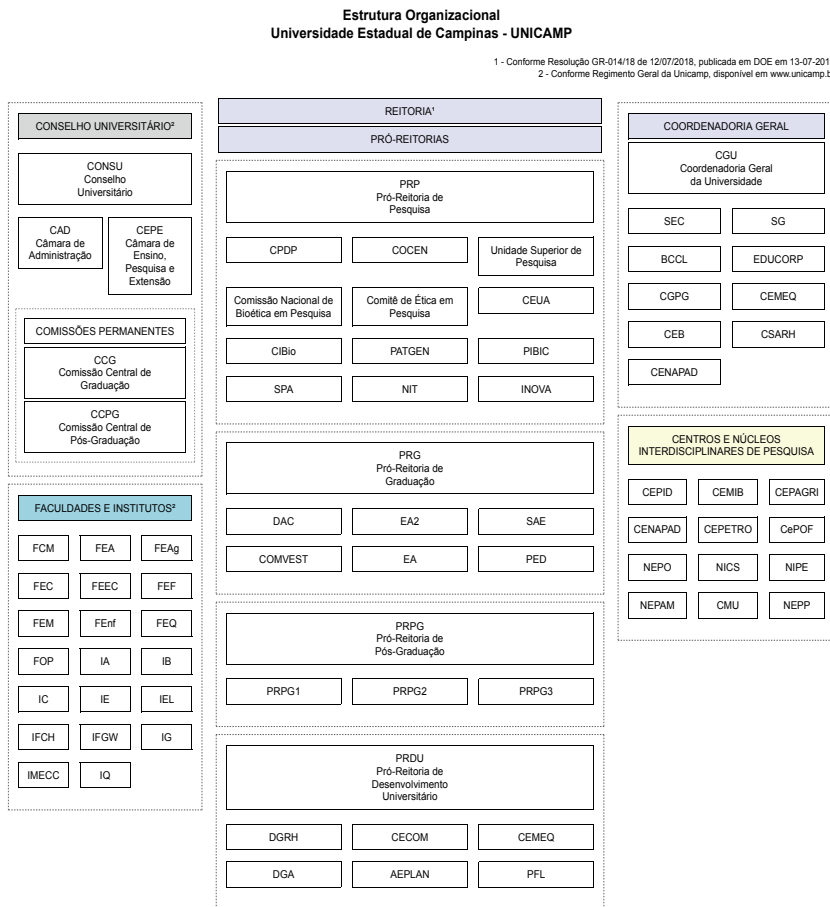 Estrutura Organizacional
Universidade Estadual de Campinas - UNICAMP
1 - Conforme Resolução GR-014/18 de 12/07/2018, publicada em DOE em 13-07-201
2 - Conforme Regimento Geral da Unicamp, disponível em www.unicamp.b
CONSELHO UNIVERSITÁRIO²
CONSU
Conselho
Universitário
CAD
Câmara de
Administração
CEPE
Câmara de
Ensino,
Pesquisa e
Extensão
COMISSÕES PERMANENTES
CCG
Comissão Central de
Graduação
CCPG
Comissão Central de
Pós-Graduação
FACULDADES E INSTITUTOS²
FCM FEA FEAg
FEC FEEC FEF
FEM FEnf FEQ
FOP IA IB
IC IE IEL
IFCH IFGW IG
IMECC IQ
REITORIA¹
PRÓ-REITORIAS
PRP
Pró-Reitoria de
Pesquisa
CPDP COCEN
Unidade Superior de
Pesquisa
Comissão Nacional de
Bioética em Pesquisa
Comitê de Ética em
Pesquisa
CEUA
CIBio PATGEN PIBIC
SPA NIT INOVA
PRG
Pró-Reitoria de
Graduação
DAC EA2 SAE
COMVEST EA PED
PRPG
Pró-Reitoria de
Pós-Graduação
PRPG1 PRPG2 PRPG3
PRDU
Pró-Reitoria de
Desenvolvimento
Universitário
DGRH CECOM CEMEQ
DGA AEPLAN PFL
COORDENADORIA GERAL
CGU
Coordenadoria Geral
da Universidade
SEC SG
BCCL EDUCORP
CGPG CEMEQ
CEB CSARH
CENAPAD
CENTROS E NÚCLEOS
INTERDISCIPLINARES DE PESQUISA
CEPID CEMIB CEPAGRI
CENAPAD CEPETRO CePOF
NEPO NICS NIPE
NEPAM CMU NEPP